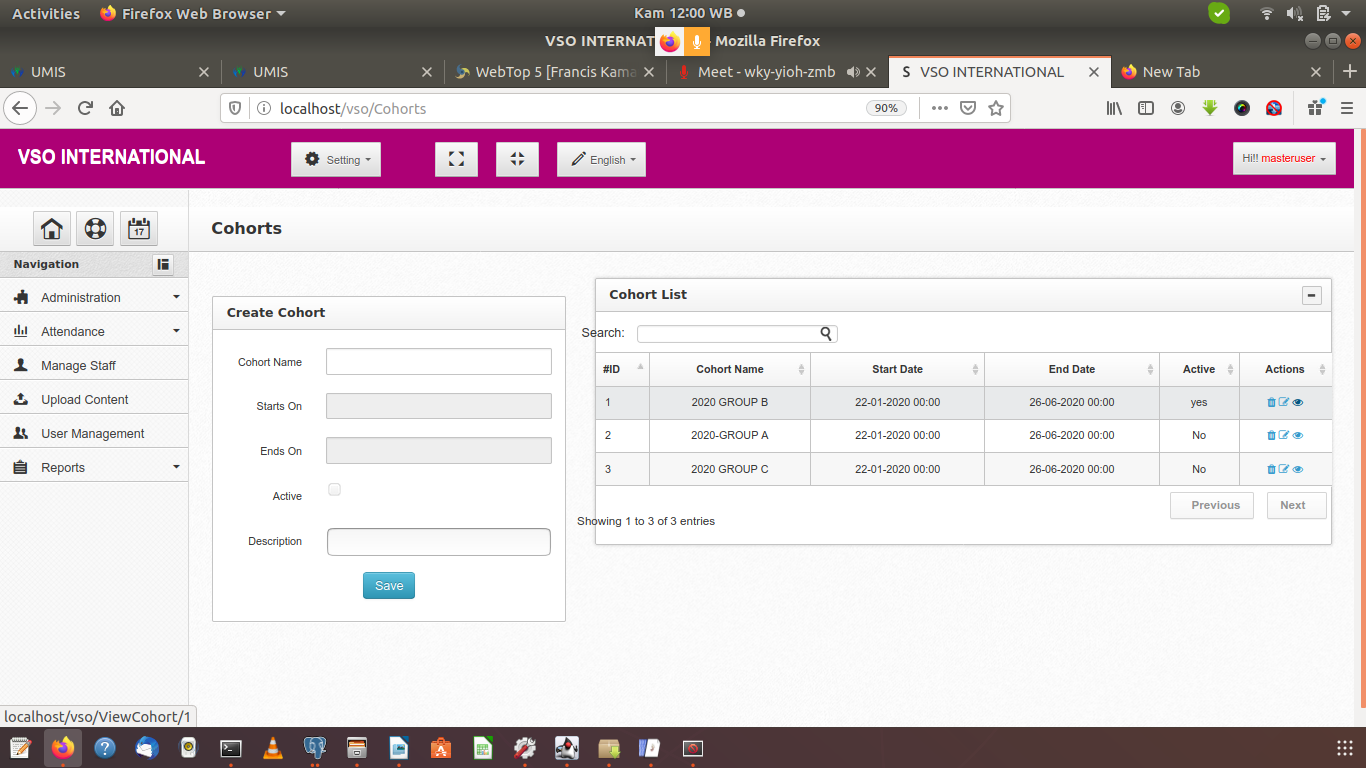 Activities Firefox Web Browser Kam 12:00 WB
VSO INTERNAT - Mozilla Firefox
UMIS UMIS WebTop 5 [Francis Kama Meet - wky-yioh-zmb VSO INTERNATIONAL New Tab
localhost/vso/Cohorts 90%
VSO INTERNATIONAL Setting English Hi!! masteruser
17
Cohorts
Navigation
Administration
Attendance
Manage Staff
Upload Content
User Management
Reports
Create Cohort
Cohort Name
Starts On
Ends On
Active
Description
Save
Cohort List
Search:
#ID Cohort Name Start Date End Date Active Actions
1 2020 GROUP B 22-01-2020 00:00 26-06-2020 00:00 yes
2 2020-GROUP A 22-01-2020 00:00 26-06-2020 00:00 No
3 2020 GROUP C 22-01-2020 00:00 26-06-2020 00:00 No
Previous Next
Showing 1 to 3 of 3 entries
localhost/vso/ViewCohort/1